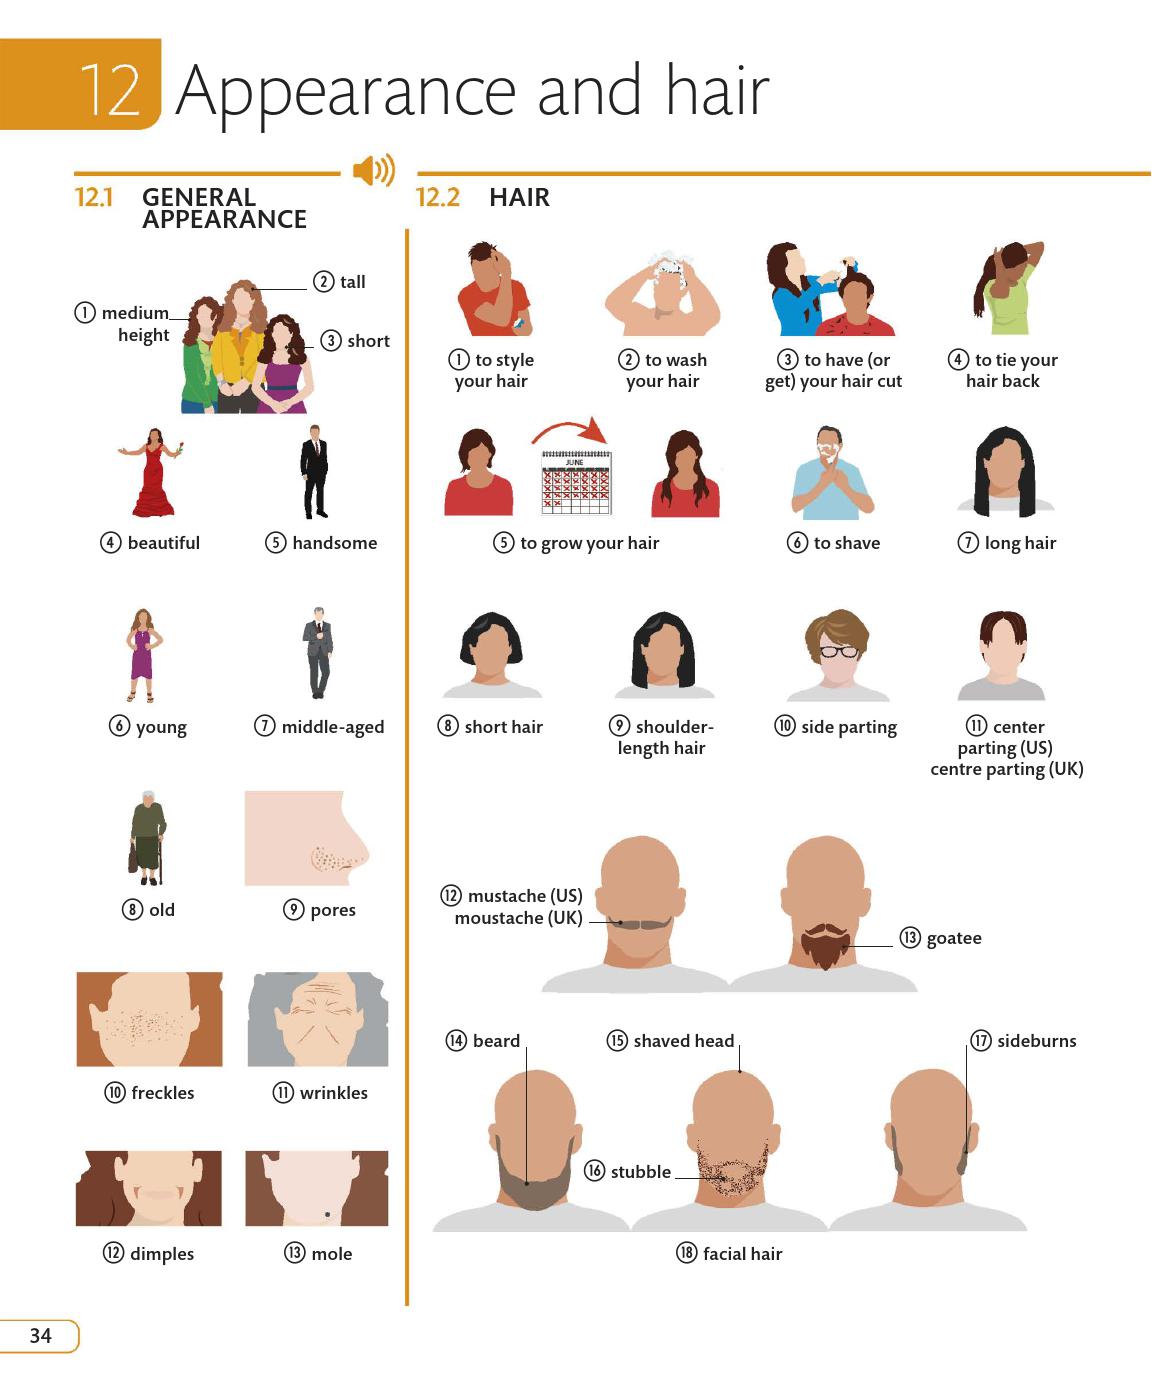 12 Appearance and hair
12.1 GENERAL
APPEARANCE
① medium
height
② tall
③ short
④ beautiful
⑤ handsome
⑥ young
⑦ middle-aged
⑧ old
⑨ pores
⑩ freckles
⑪ wrinkles
⑫ dimples
⑬ mole
12.2 HAIR
① to style
your hair
② to wash
your hair
③ to have (or
get) your hair cut
④ to tie your
hair back
JUNE
⑤ to grow your hair
⑥ to shave
⑦ long hair
⑧ short hair
⑨ shoulder-
length hair
⑩ side parting
⑪ center
parting (US)
centre parting (UK)
⑫ mustache (US)
moustache (UK)
⑬ goatee
⑭ beard
⑮ shaved head
⑯ stubble
⑰ sideburns
⑱ facial hair
34